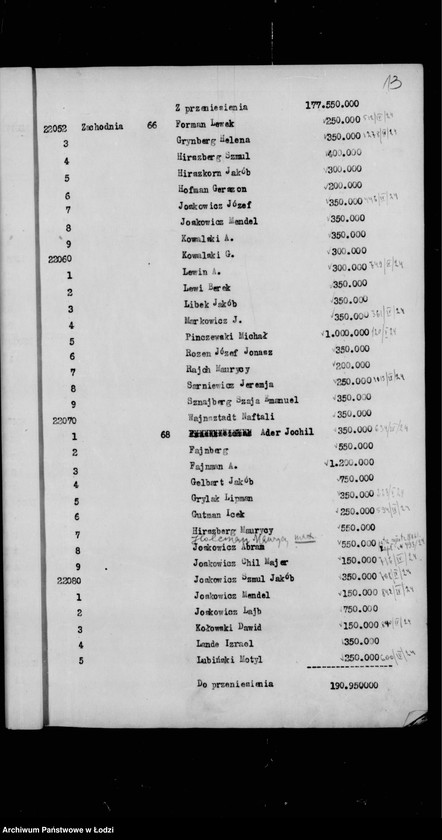 13
Z przeniesienia 177.550.000
22052 Zachodnia 66 Forman Lewek 250.000
3 Grynberg Helena 350.000
4 Hirszberg Szmul 400.000
5 Hirszkorn Jakób 300.000
6 Hofman Gerszon 200.000
7 Joskowicz Józef 350.000
8 Joskowicz Mendel 350.000
9 Kowalski A. 350.000
22060 Kowalski G. 300.000
1 Lewin A. 300.000
2 Lewi Berek 350.000
3 Libek Jakób 350.000
4 Markowicz J. 350.000
5 Pinczewski Michał 1.000.000
6 Rozen Józef Jonasz 350.000
7 Rajch Maurycy 200.000
8 Serniewicz Jeremja 250.000
9 Sznajberg Szaja Emanuel 350.000
22070 Wajnsztadt Naftali 350.000
1 68 Ader Jochil 350.000
2 Fajnberg 550.000
3 Fajnman A. 1.200.000
4 Gelbart Jakób 750.000
5 Grylak Lipman 350.000
6 Gutman Icek 250.000
7 Hirszberg Maurycy 550.000
8 Joskowicz Abram 550.000
9 Joskowicz Chil Majer 150.000
22080 Joskowicz Szmul Jakób 350.000
1 Joskowicz Mendel 150.000
2 Joskowicz Lajb 750.000
3 Kołowski Dawid 150.000
4 Lande Izrael 350.000
5 Lubiński Motyl 250.000
Do przeniesienia 190.950000
Archiwum Państwowe w Łodzi